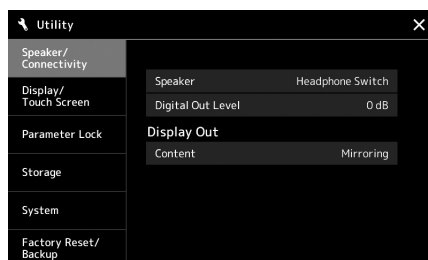 Utility
Speaker/
Connectivity
Display/
Touch Screen
Parameter Lock
Storage
System
Factory Reset/
Backup
Speaker Headphone Switch
Digital Out Level 0 dB
Display Out
Content Mirroring